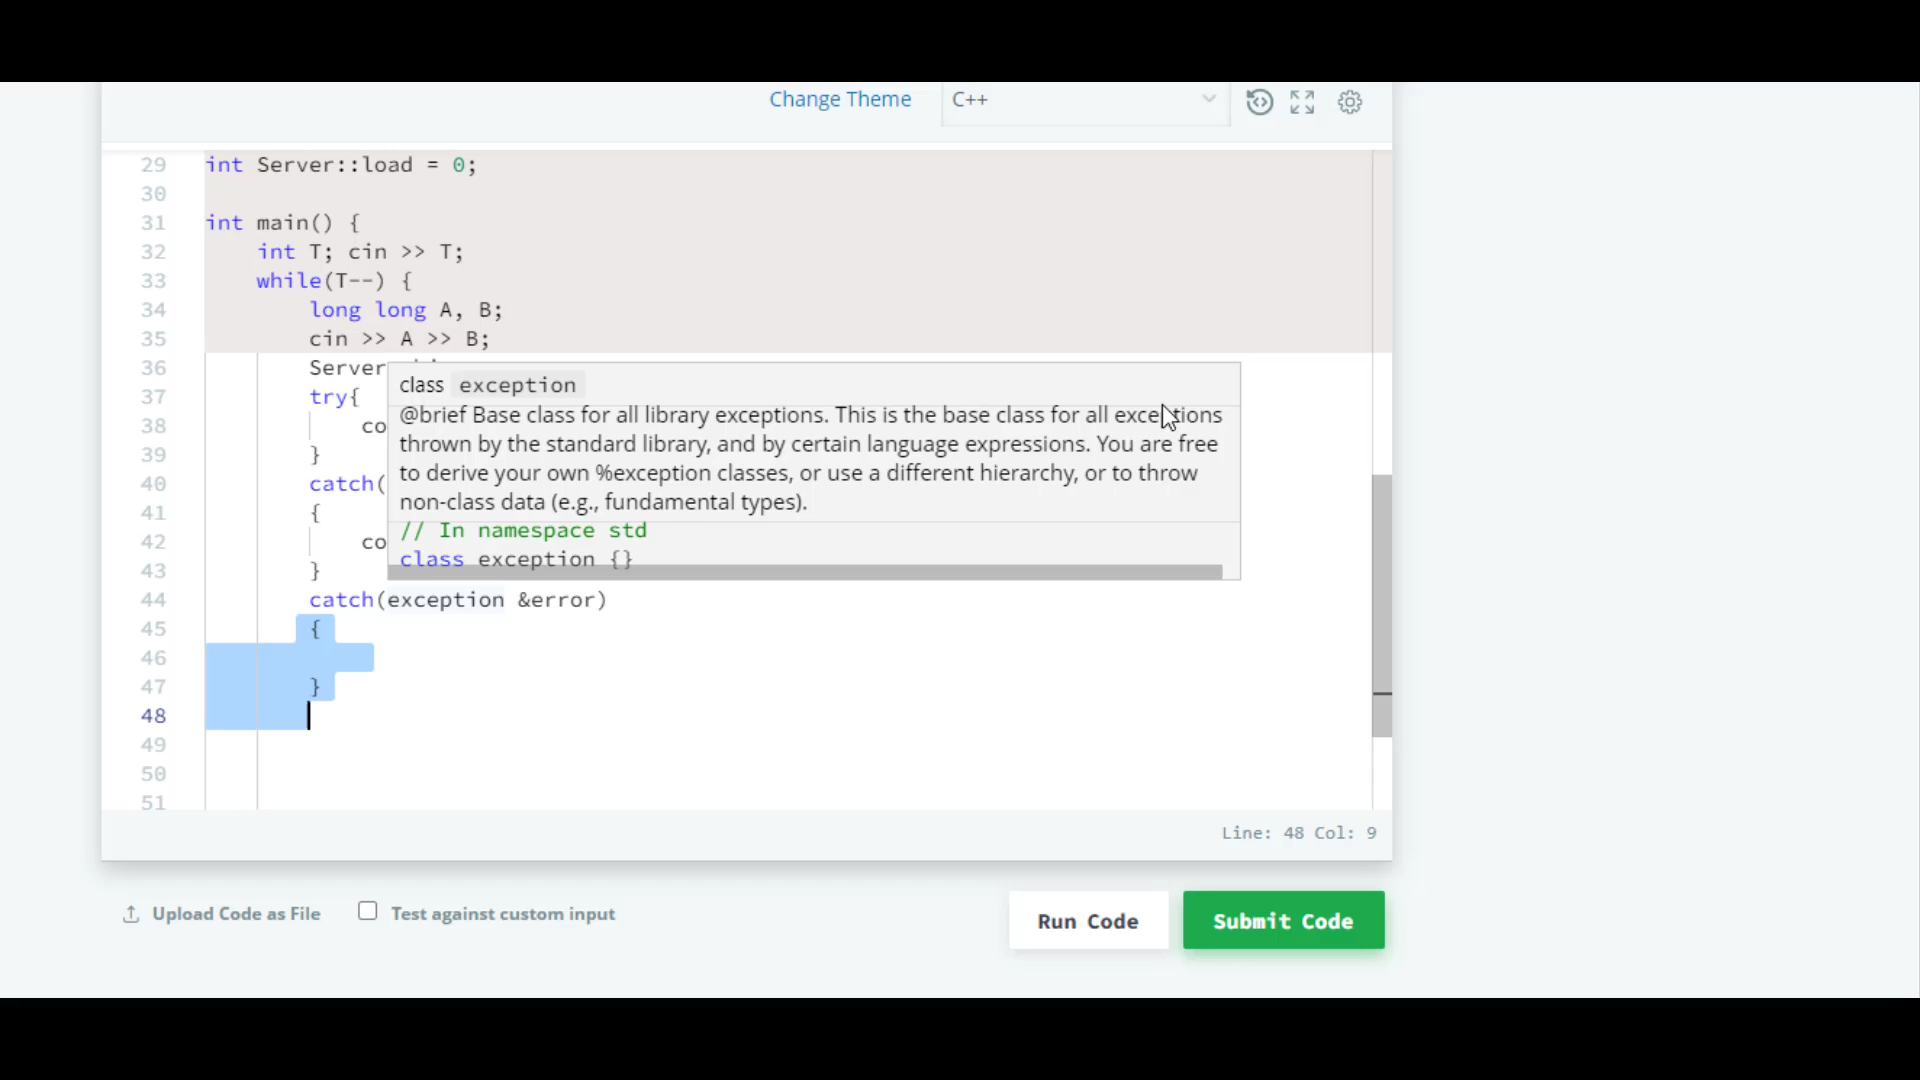 Change Theme C++
29 int Server::load = 0;
30
31 int main() {
32 int T; cin >> T;
33 while(T--) {
34 long long A, B;
35 cin >> A >> B;
36 Server
class exception
37 try{
@brief Base class for all library exceptions. This is the base class for all exceptions
38 co
thrown by the standard library, and by certain language expressions. You are free
39 }
to derive your own %exception classes, or use a different hierarchy, or to throw
40 catch(
non-class data (e.g., fundamental types).
41 {
// In namespace std
42 co
class exception {}
43 }
44 catch(exception &error)
45 {
46
47 }
48
49
50
51
Line: 48 Col: 9
Upload Code as File Test against custom input Run Code Submit Code